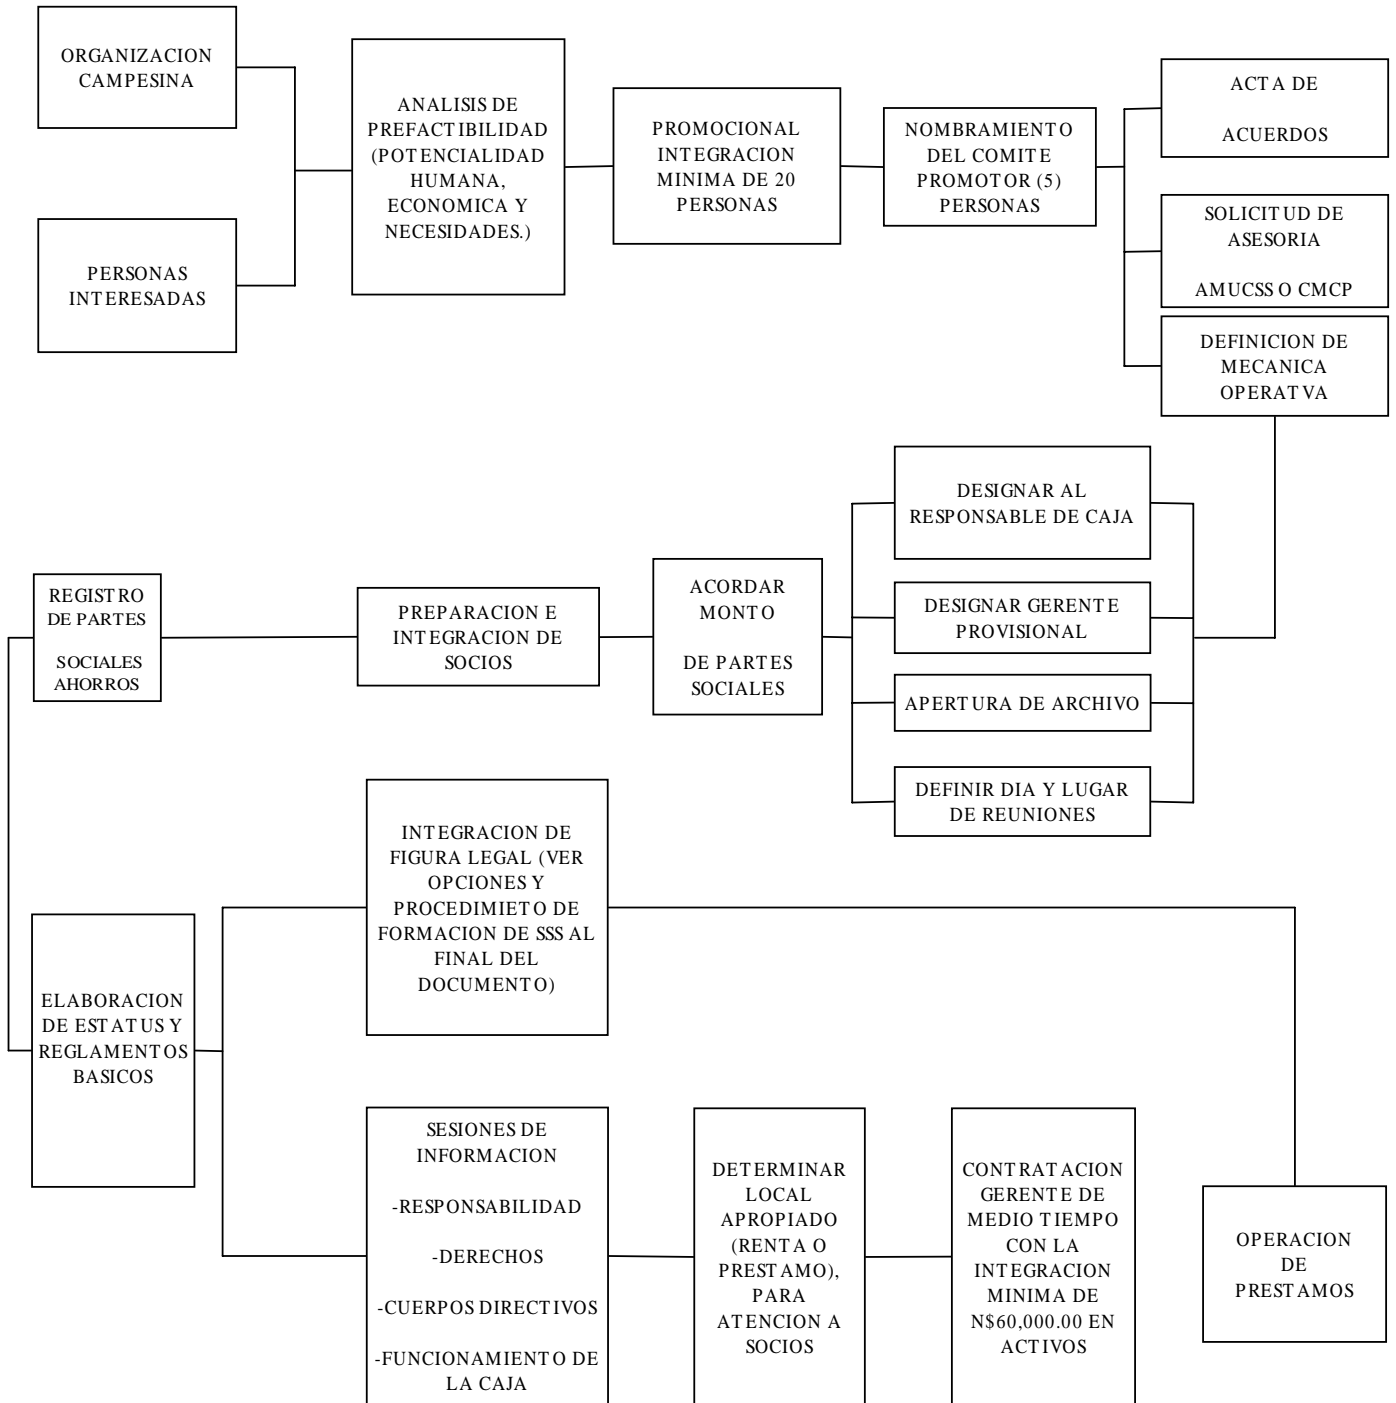 ORGANIZACION
CAMPESINA
PERSONAS
INTERESADAS
ANALISIS DE
PREFACTIBILIDAD
(POTENCIALIDAD
HUMANA,
ECONOMICA Y
NECESIDADES.)
PROMOCIONAL
INTEGRACION
MINIMA DE 20
PERSONAS
NOMBRAMIENTO
DEL COMITE
PROMOTOR (5)
PERSONAS
ACTA DE
ACUERDOS
SOLICITUD DE
ASESORIA
AMUCSS O CMCP
DEFINICION DE
MECANICA
OPERATVA
DESIGNAR AL
RESPONSABLE DE CAJA
DESIGNAR GERENTE
PROVISIONAL
APERTURA DE ARCHIVO
DEFINIR DIA Y LUGAR
DE REUNIONES
ACORDAR
MONTO
DE PARTES
SOCIALES
PREPARACION E
INTEGRACION DE
SOCIOS
REGISTRO
DE PARTES
SOCIALES
AHORROS
ELABORACION
DE ESTATUS Y
REGLAMENTOS
BASICOS
INTEGRACION DE
FIGURA LEGAL (VER
OPCIONES Y
PROCEDIMIETO DE
FORMACION DE SSS AL
FINAL DEL
DOCUMENTO)
SESIONES DE
INFORMACION
-RESPONSABILIDAD
-DERECHOS
-CUERPOS DIRECTIVOS
-FUNCIONAMIENTO DE
LA CAJA
DETERMINAR
LOCAL
APROPIADO
(RENTA O
PRESTAMO),
PARA
ATENCION A
SOCIOS
CONTRATACION
GERENTE DE
MEDIO TIEMPO
CON LA
INTEGRACION
MINIMA DE
N$60,000.00 EN
ACTIVOS
OPERACION
DE
PRESTAMOS